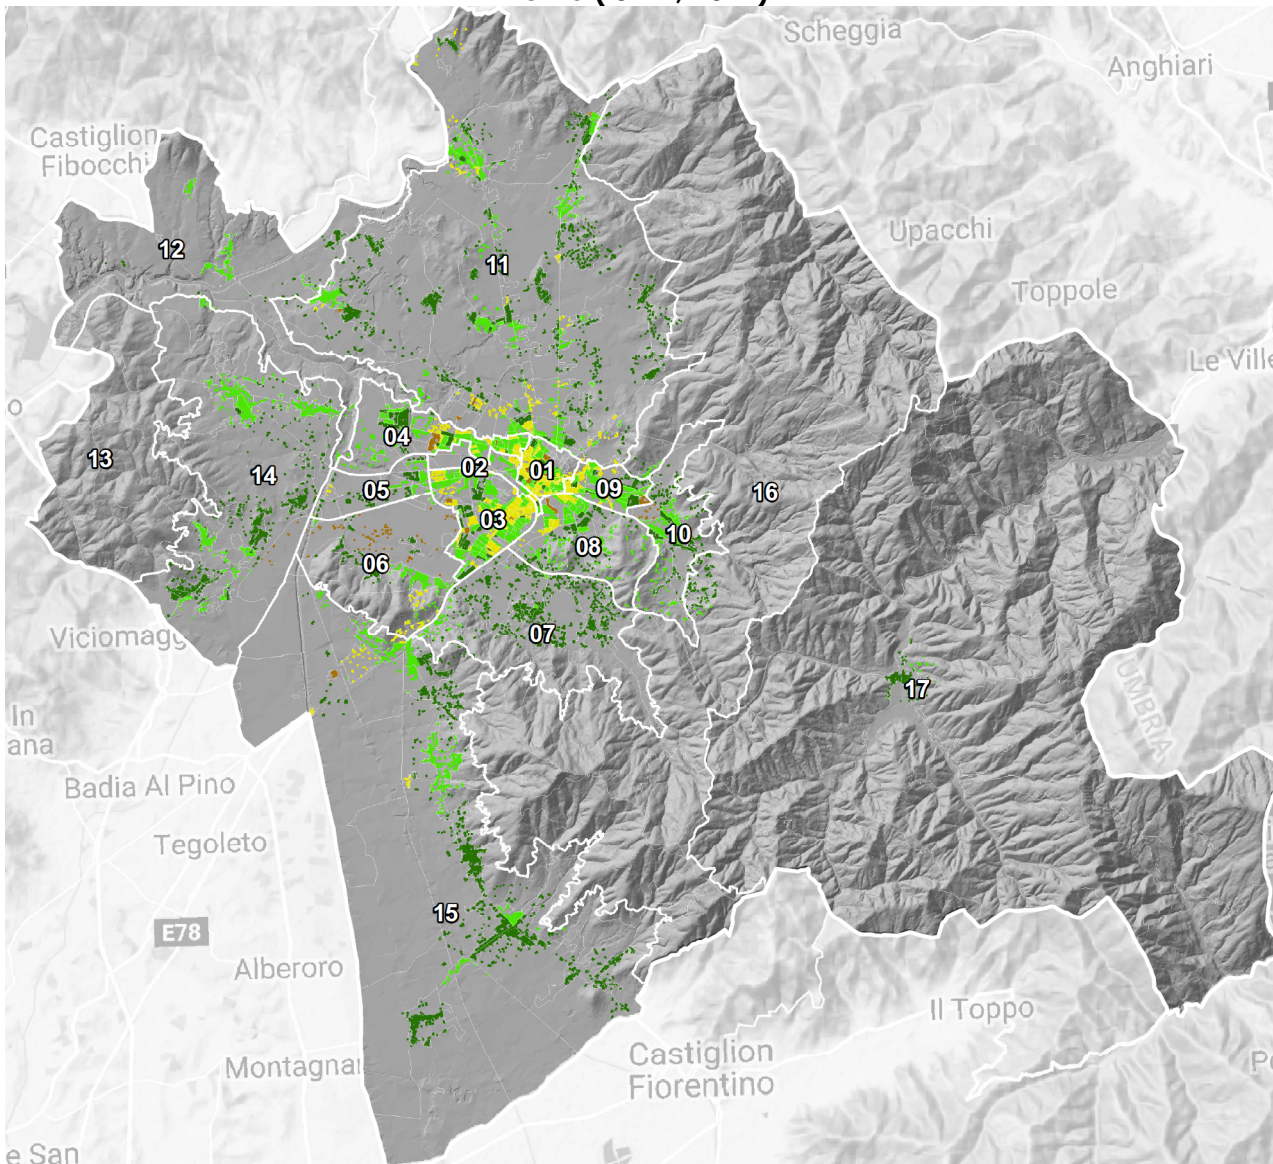 Scheggia
Anghiari
Castiglion
Fibocchi
Upacchi
12
11
Toppole
Le Ville
04
13
02
01
14
05
09
16
03
10
08
06
07
Viciomagg
17
UMBRIA
In
ana
Badia Al Pino
Tegoleto
15
E78
Alberoro
Il Toppo
Castiglion
Fiorentino
Montagnan
e San